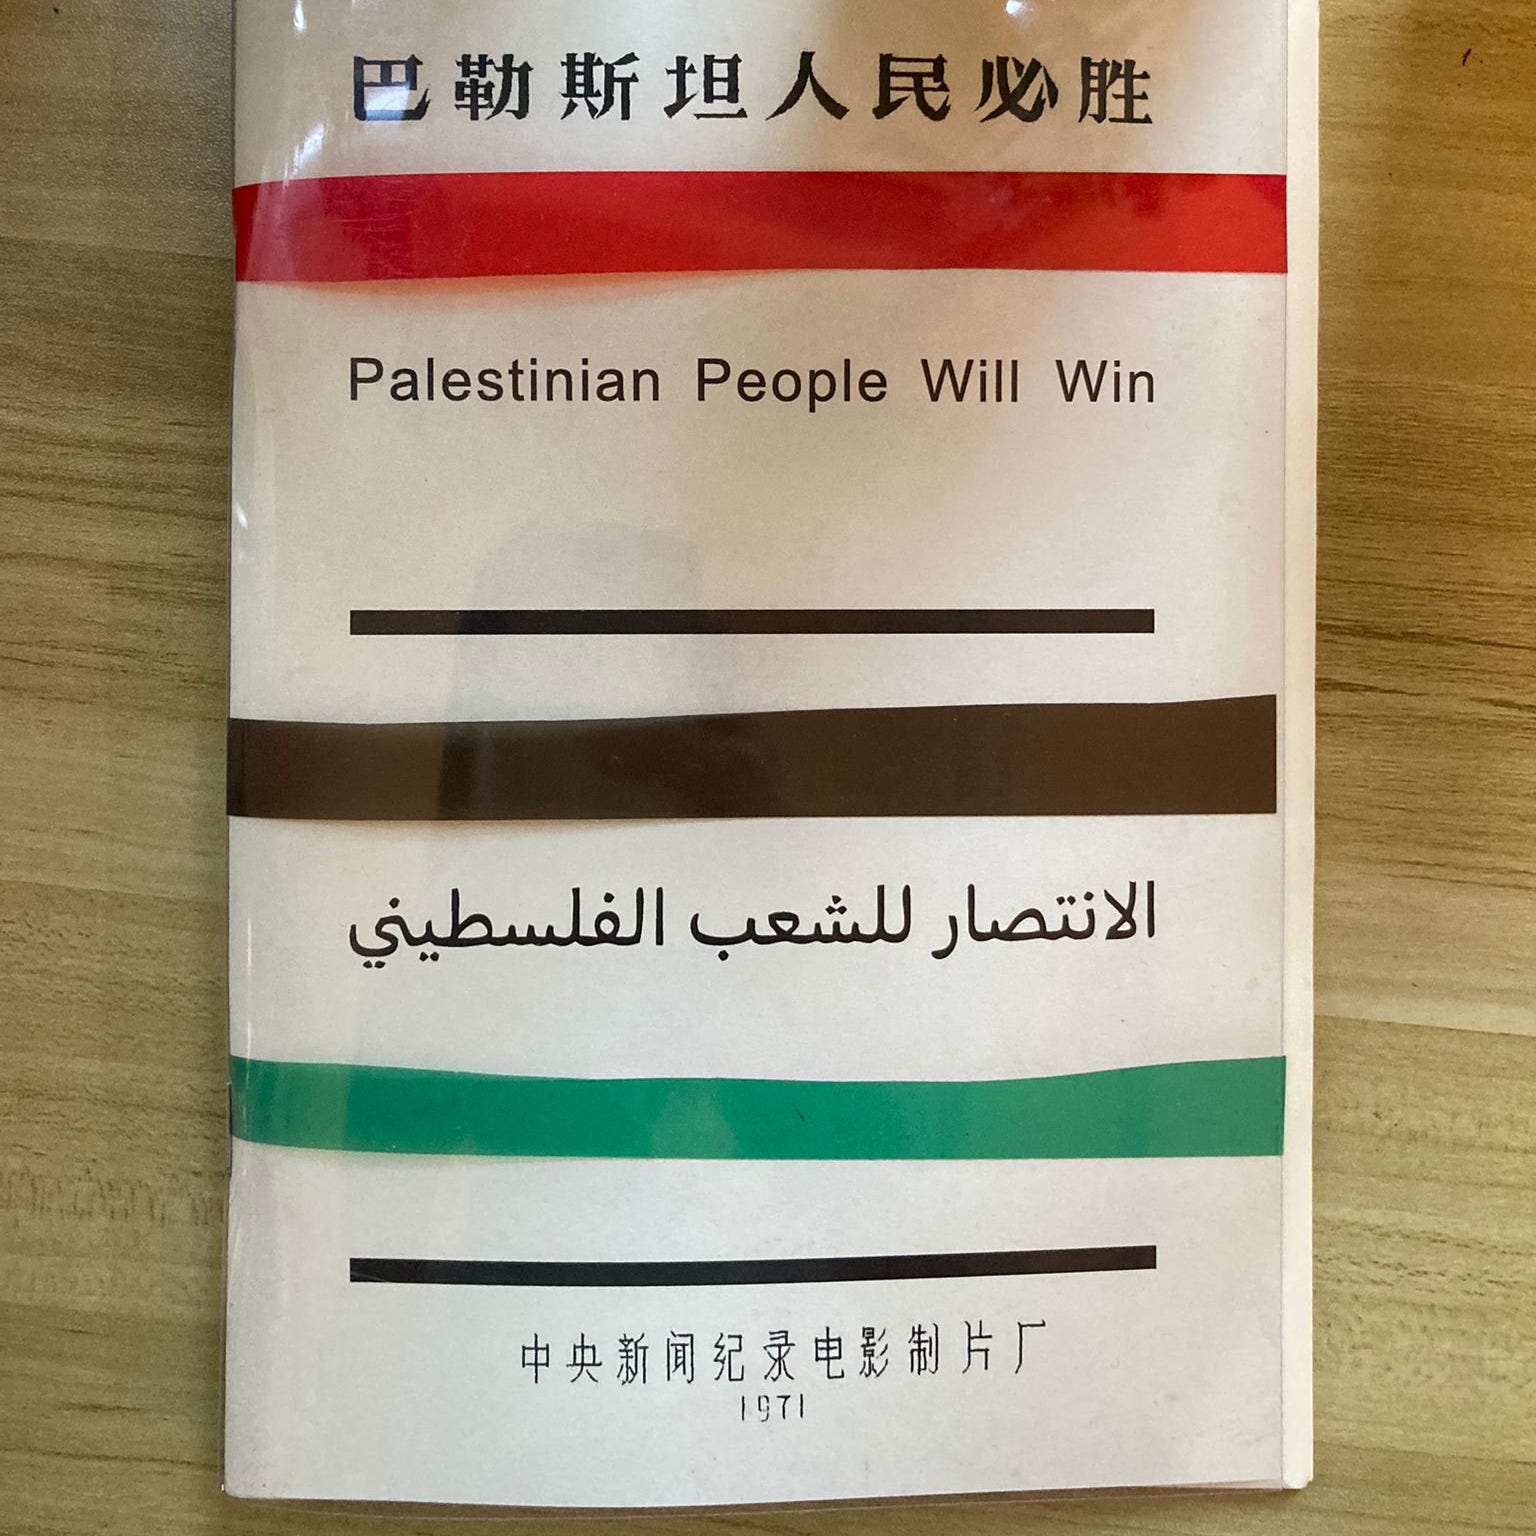 巴勒斯坦人民必胜
Palestinian People Will Win
الانتصار للشعب الفلسطيني
中央新闻纪录电影制片厂
1971